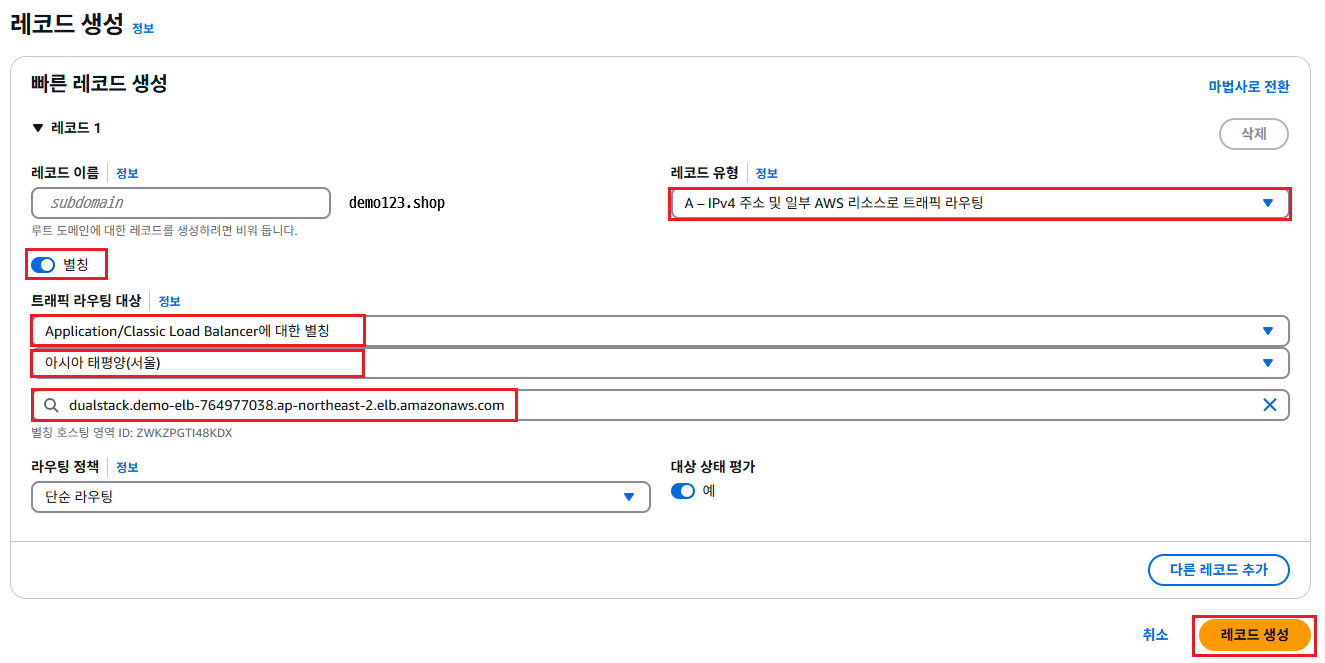 레코드 생성 정보
빠른 레코드 생성
마법사로 전환
레코드 1
삭제
레코드 이름 정보
레코드 유형 정보
subdomain demo123.shop
A – IPv4 주소 및 일부 AWS 리소스로 트래픽 라우팅
루트 도메인에 대한 레코드를 생성하려면 비워 둡니다.
별칭
트래픽 라우팅 대상 정보
Application/Classic Load Balancer에 대한 별칭
아시아 태평양(서울)
dualstack.demo-elb-764977038.ap-northeast-2.elb.amazonaws.com
별칭 호스팅 영역 ID: ZWKZPGTI48KDX
라우팅 정책 정보
대상 상태 평가
단순 라우팅
예
다른 레코드 추가
취소
레코드 생성